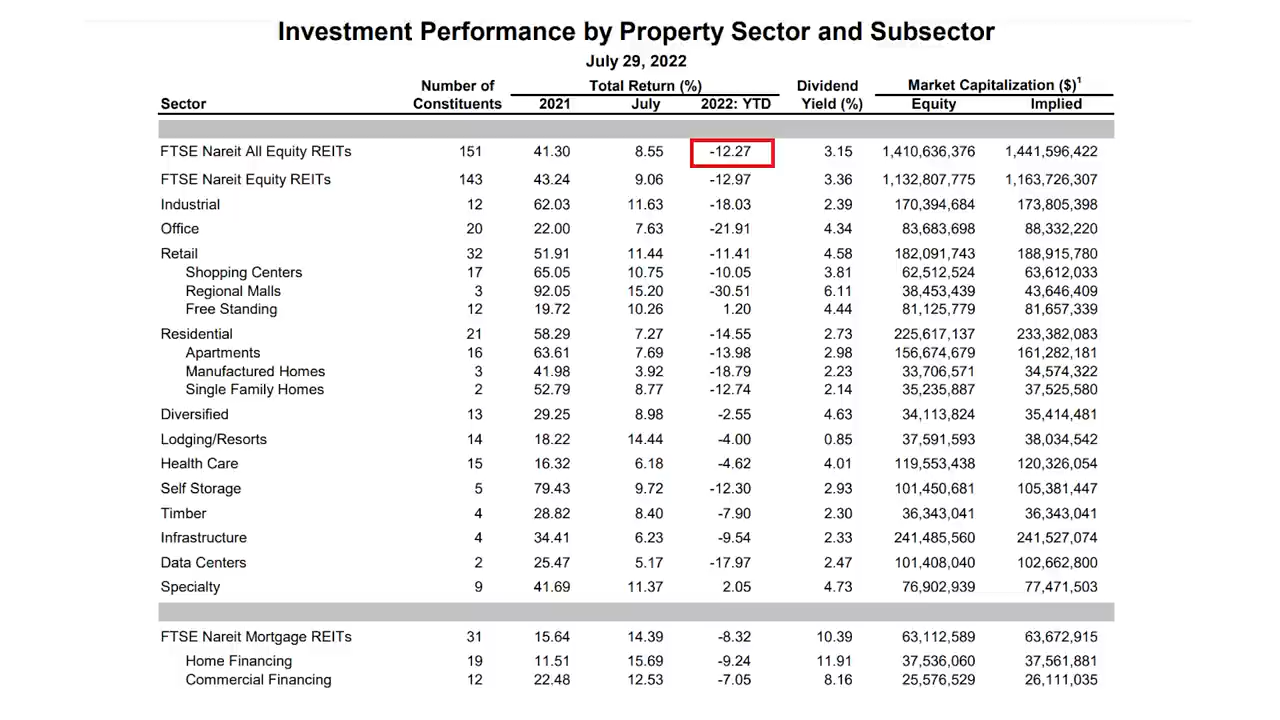 Investment Performance by Property Sector and Subsector
July 29, 2022
Number of Total Return (%) Dividend Market Capitalization ($)1
Sector Constituents 2021 July 2022: YTD Yield (%) Equity Implied
FTSE Nareit All Equity REITs 151 41.30 8.55 -12.27 3.15 1,410,636,376 1,441,596,422
FTSE Nareit Equity REITs 143 43.24 9.06 -12.97 3.36 1,132,807,775 1,163,726,307
Industrial 12 62.03 11.63 -18.03 2.39 170,394,684 173,805,398
Office 20 22.00 7.63 -21.91 4.34 83,683,698 88,332,220
Retail 32 51.91 11.44 -11.41 4.58 182,091,743 188,915,780
Shopping Centers 17 65.05 10.75 -10.05 3.81 62,512,524 63,612,033
Regional Malls 3 92.05 15.20 -30.51 6.11 38,453,439 43,646,409
Free Standing 12 19.72 10.26 1.20 4.44 81,125,779 81,657,339
Residential 21 58.29 7.27 -14.55 2.73 225,617,137 233,382,083
Apartments 16 63.61 7.69 -13.98 2.98 156,674,679 161,282,181
Manufactured Homes 3 41.98 3.92 -18.79 2.23 33,706,571 34,574,322
Single Family Homes 2 52.79 8.77 -12.74 2.14 35,235,887 37,525,580
Diversified 13 29.25 8.98 -2.55 4.63 34,113,824 35,414,481
Lodging/Resorts 14 18.22 14.44 -4.00 0.85 37,591,593 38,034,542
Health Care 15 16.32 6.18 -4.62 4.01 119,553,438 120,326,054
Self Storage 5 79.43 9.72 -12.30 2.93 101,450,681 105,381,447
Timber 4 28.82 8.40 -7.90 2.30 36,343,041 36,343,041
Infrastructure 4 34.41 6.23 -9.54 2.33 241,485,560 241,527,074
Data Centers 2 25.47 5.17 -17.97 2.47 101,408,040 102,662,800
Specialty 9 41.69 11.37 2.05 4.73 76,902,939 77,471,503
FTSE Nareit Mortgage REITs 31 15.64 14.39 -8.32 10.39 63,112,589 63,672,915
Home Financing 19 11.51 15.69 -9.24 11.91 37,536,060 37,561,881
Commercial Financing 12 22.48 12.53 -7.05 8.16 25,576,529 26,111,035